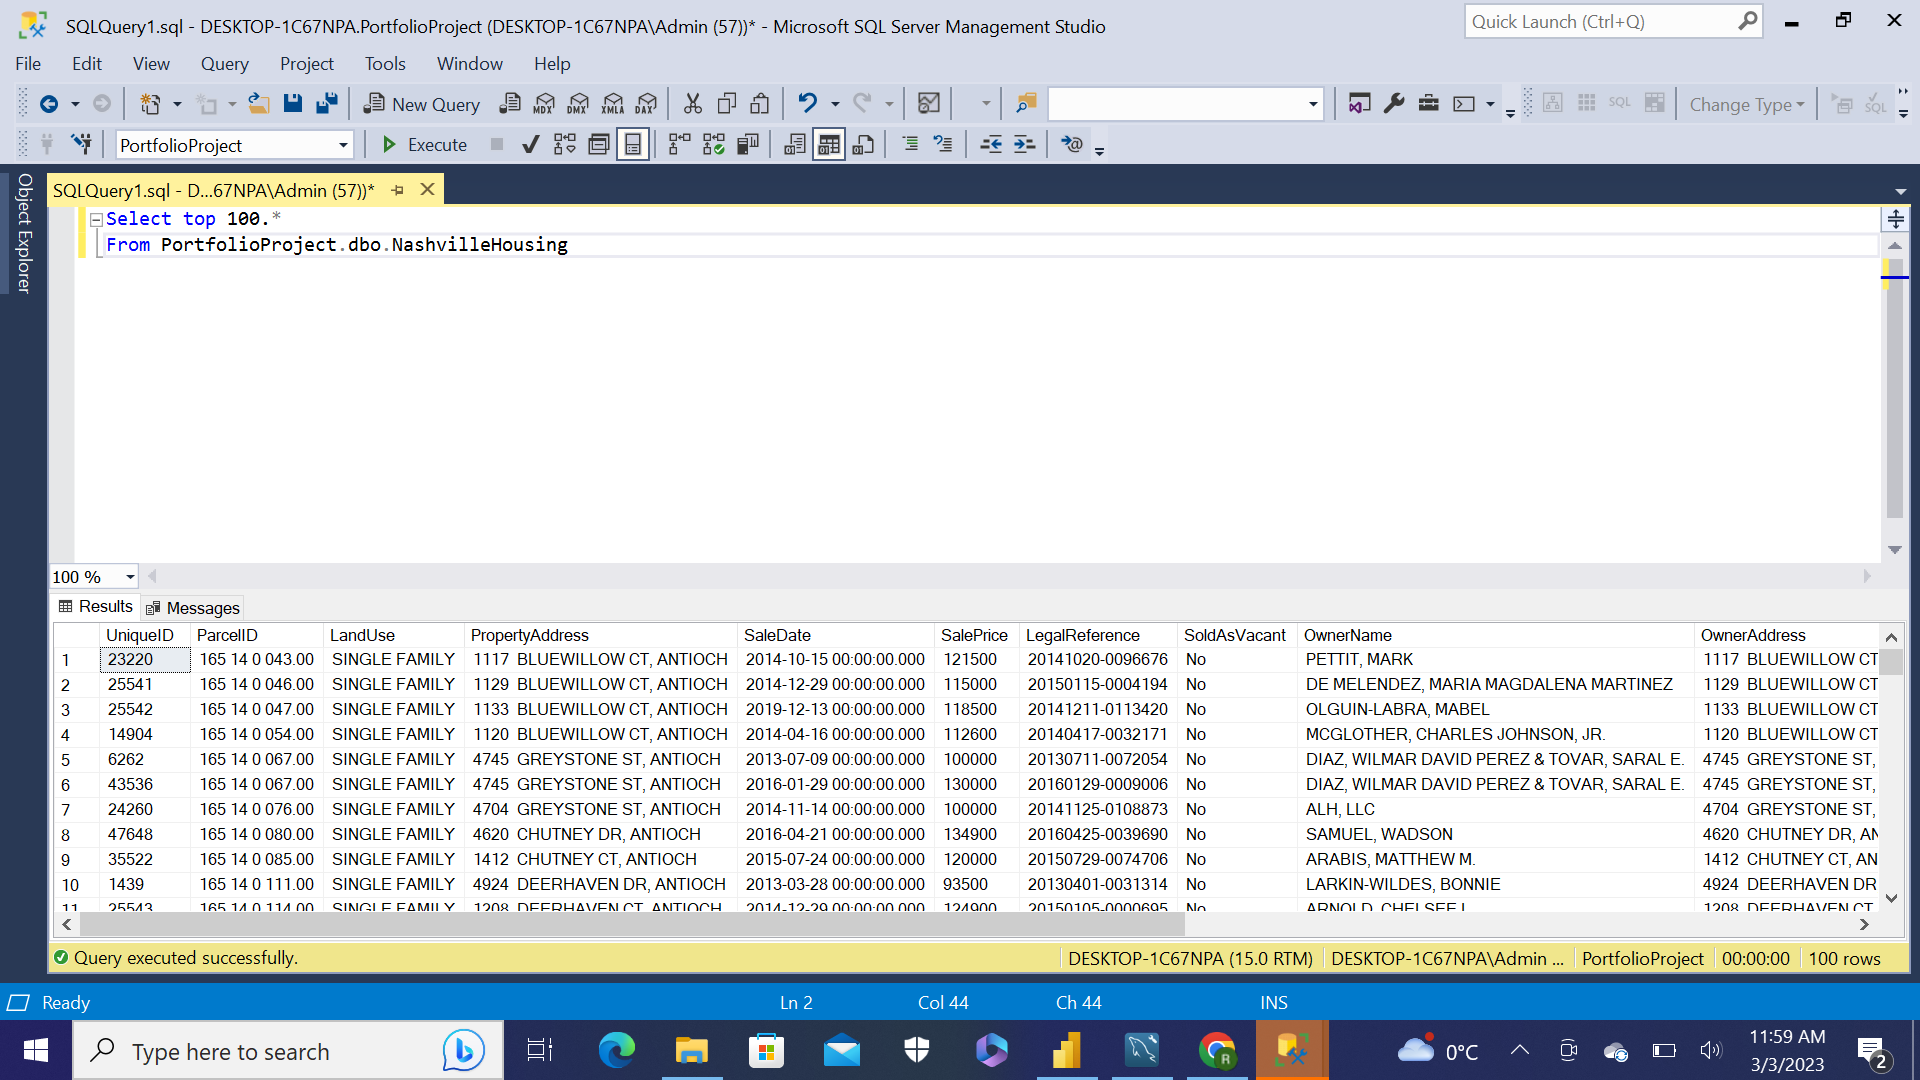 SQLQuery1.sql - DESKTOP-1C67NPA.PortfolioProject (DESKTOP-1C67NPA\Admin (57))* - Microsoft SQL Server Management Studio
Quick Launch (Ctrl+Q)
File Edit View Query Project Tools Window Help
New Query MDX DMX XMLA DAX SQL Change Type SQL
PortfolioProject Execute
Object Explorer
SQLQuery1.sql - D...67NPA\Admin (57))*
Select top 100.*
From PortfolioProject.dbo.NashvilleHousing
100 %
Results Messages
UniqueID ParcelID LandUse PropertyAddress SaleDate SalePrice LegalReference SoldAsVacant OwnerName OwnerAddress
1 23220 165 14 0 043.00 SINGLE FAMILY 1117 BLUEWILLOW CT, ANTIOCH 2014-10-15 00:00:00.000 121500 20141020-0096676 No PETTIT, MARK 1117 BLUEWILLOW CT
2 25541 165 14 0 046.00 SINGLE FAMILY 1129 BLUEWILLOW CT, ANTIOCH 2014-12-29 00:00:00.000 115000 20150115-0004194 No DE MELENDEZ, MARIA MAGDALENA MARTINEZ 1129 BLUEWILLOW CT
3 25542 165 14 0 047.00 SINGLE FAMILY 1133 BLUEWILLOW CT, ANTIOCH 2019-12-13 00:00:00.000 118500 20141211-0113420 No OLGUIN-LABRA, MABEL 1133 BLUEWILLOW CT
4 14904 165 14 0 054.00 SINGLE FAMILY 1120 BLUEWILLOW CT, ANTIOCH 2014-04-16 00:00:00.000 112600 20140417-0032171 No MCGLOTHER, CHARLES JOHNSON, JR. 1120 BLUEWILLOW CT
5 6262 165 14 0 067.00 SINGLE FAMILY 4745 GREYSTONE ST, ANTIOCH 2013-07-09 00:00:00.000 100000 20130711-0072054 No DIAZ, WILMAR DAVID PEREZ & TOVAR, SARAL E. 4745 GREYSTONE ST,
6 43536 165 14 0 067.00 SINGLE FAMILY 4745 GREYSTONE ST, ANTIOCH 2016-01-29 00:00:00.000 130000 20160129-0009006 No DIAZ, WILMAR DAVID PEREZ & TOVAR, SARAL E. 4745 GREYSTONE ST,
7 24260 165 14 0 076.00 SINGLE FAMILY 4704 GREYSTONE ST, ANTIOCH 2014-11-14 00:00:00.000 100000 20141125-0108873 No ALH, LLC 4704 GREYSTONE ST,
8 47648 165 14 0 080.00 SINGLE FAMILY 4620 CHUTNEY DR, ANTIOCH 2016-04-21 00:00:00.000 134900 20160425-0039690 No SAMUEL, WADSON 4620 CHUTNEY DR, AN
9 35522 165 14 0 085.00 SINGLE FAMILY 1412 CHUTNEY CT, ANTIOCH 2015-07-24 00:00:00.000 120000 20150729-0074706 No ARABIS, MATTHEW M. 1412 CHUTNEY CT, AN
10 1439 165 14 0 111.00 SINGLE FAMILY 4924 DEERHAVEN DR, ANTIOCH 2013-03-28 00:00:00.000 93500 20130401-0031314 No LARKIN-WILDES, BONNIE 4924 DEERHAVEN DR
11 25543 165 14 0 114.00 SINGLE FAMILY 1208 DEERHAVEN CT, ANTIOCH 2014-12-29 00:00:00.000 124900 20150105-0000695 No ARNOLD, CHELSEE 1208 DEERHAVEN CT
Query executed successfully. DESKTOP-1C67NPA (15.0 RTM) DESKTOP-1C67NPA\Admin ... PortfolioProject 00:00:00 100 rows
Ready Ln 2 Col 44 Ch 44 INS
Type here to search R 0°C 11:59 AM
3/3/2023 2